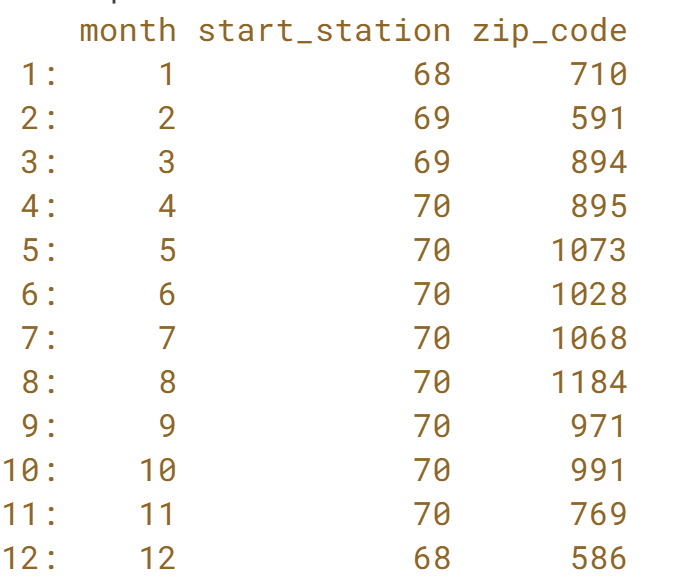 month start_station zip_code
1: 1 68 710
2: 2 69 591
3: 3 69 894
4: 4 70 895
5: 5 70 1073
6: 6 70 1028
7: 7 70 1068
8: 8 70 1184
9: 9 70 971
10: 10 70 991
11: 11 70 769
12: 12 68 586